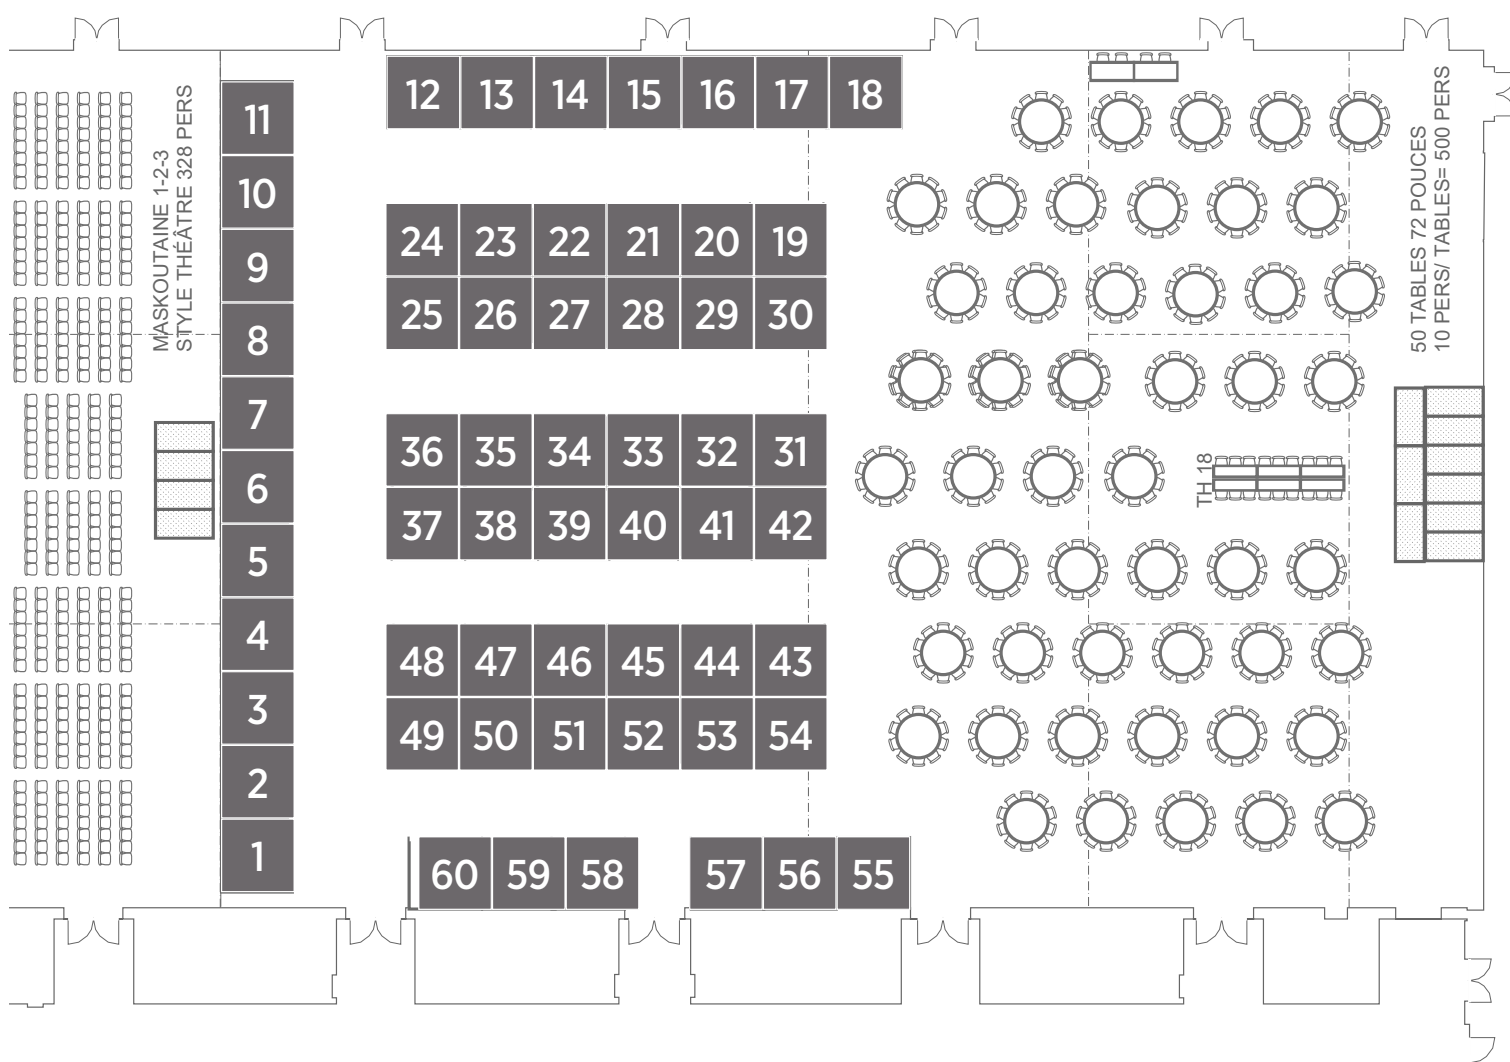 MASKOUTAINE 1-2-3
STYLE THÉÂTRE 328 PERS
11
10
9
8
7
6
5
4
3
2
1
12 13 14 15 16 17 18
24 23 22 21 20 19
25 26 27 28 29 30
36 35 34 33 32 31
37 38 39 40 41 42
48 47 46 45 44 43
49 50 51 52 53 54
60 59 58 57 56 55
TH 18
50 TABLES 72 POUCES
10 PERS/ TABLES= 500 PERS